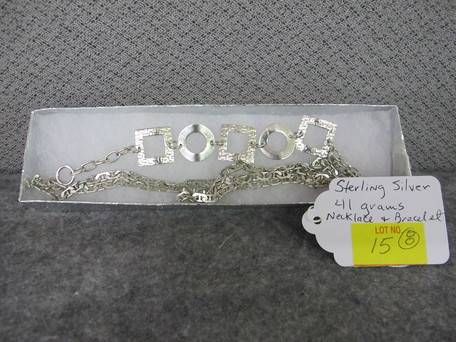 Sterling Silver
41 grams
Necklace & Bracelet
LOT NO.
15 8